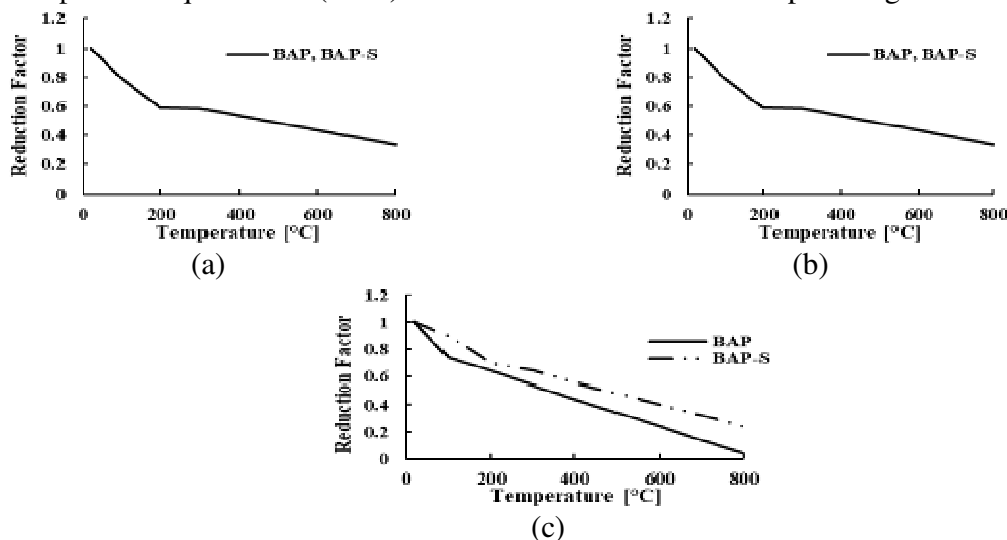 1.2
1
0.8
0.6
0.4
0.2
0
Reduction Factor
BAP, BAP-S
0 200 400 600 800
Temperature [°C]
(a)
1.2
1
0.8
0.6
0.4
0.2
0
Reduction Factor
BAP, BAP-S
0 200 400 600 800
Temperature [°C]
(b)
1.2
1
0.8
0.6
0.4
0.2
0
Reduction Factor
BAP
BAP-S
0 200 400 600 800
Temperature [°C]
(c)